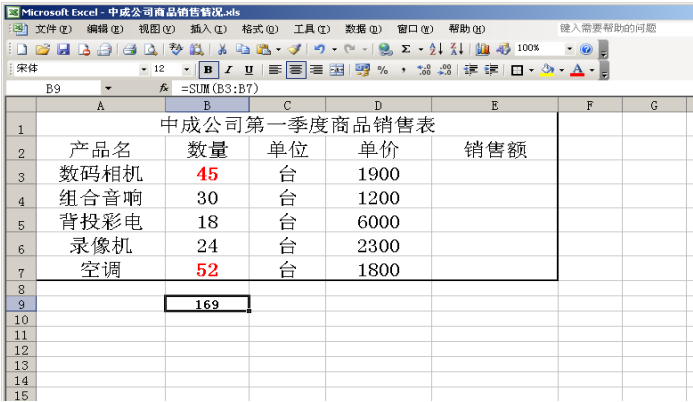 Microsoft Excel - 中成公司商品销售情况.xls
文件(F) 编辑(E) 视图(V) 插入(I) 格式(O) 工具(T) 数据(D) 窗口(W) 帮助(H) 键入需要帮助的问题
100%
宋体 12 B I U % ,
B9 fx =SUM(B3:B7)
A B C D E F G
1 中成公司第一季度商品销售表
2 产品名 数量 单位 单价 销售额
3 数码相机 45 台 1900
4 组合音响 30 台 1200
5 背投彩电 18 台 6000
6 录像机 24 台 2300
7 空调 52 台 1800
8
9 169
10
11
12
13
14
15